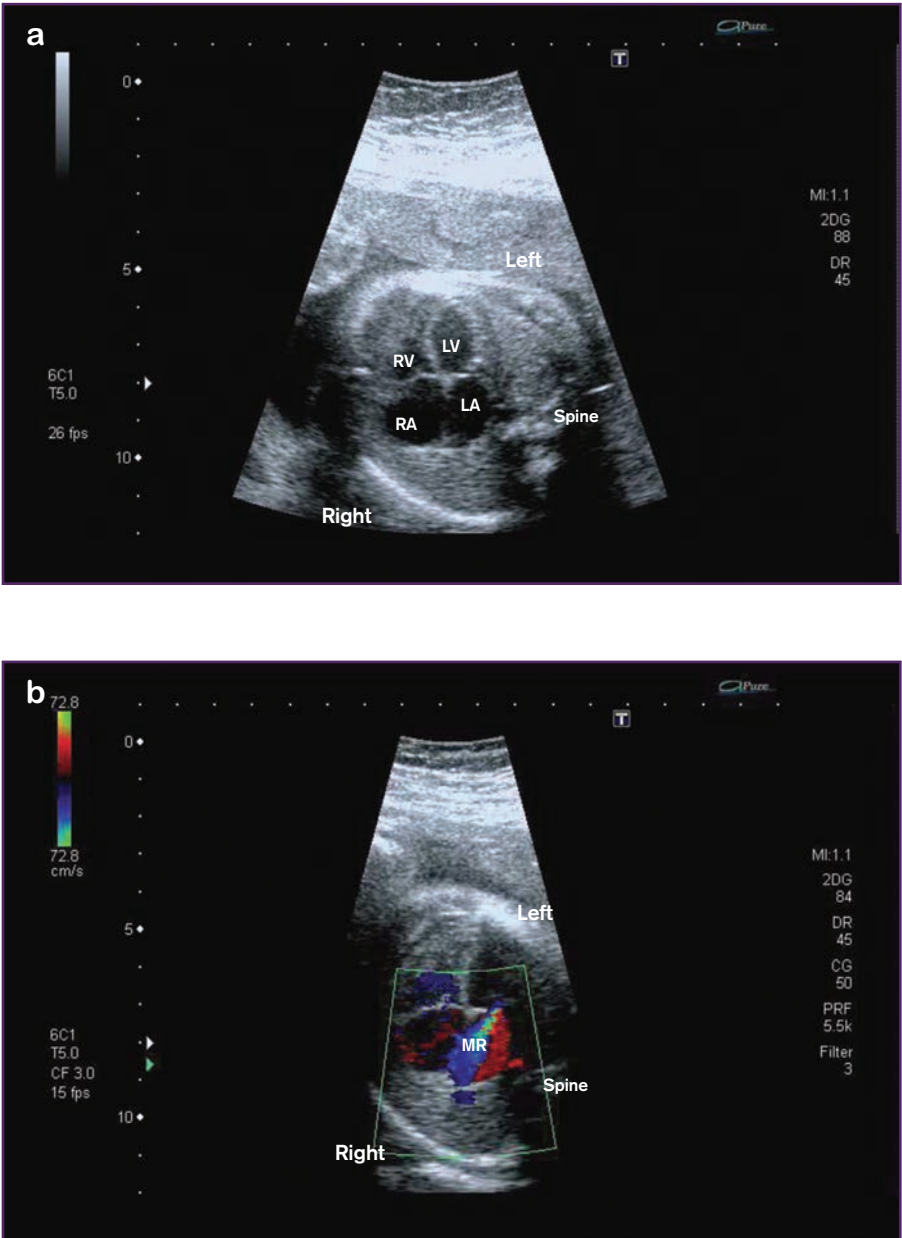 a
Pure
T
0
MI:1.1
2DG
88
DR
45
Left
5
LV
RV
6C1
T5.0
LA
RA
Spine
26 fps
10
Right
b
Pure
72.8
T
0
72.8
cm/s
MI:1.1
2DG
84
DR
45
CG
50
PRF
5.5k
Filter
3
Left
5
6C1
T5.0
CF 3.0
15 fps
MR
Spine
10
Right